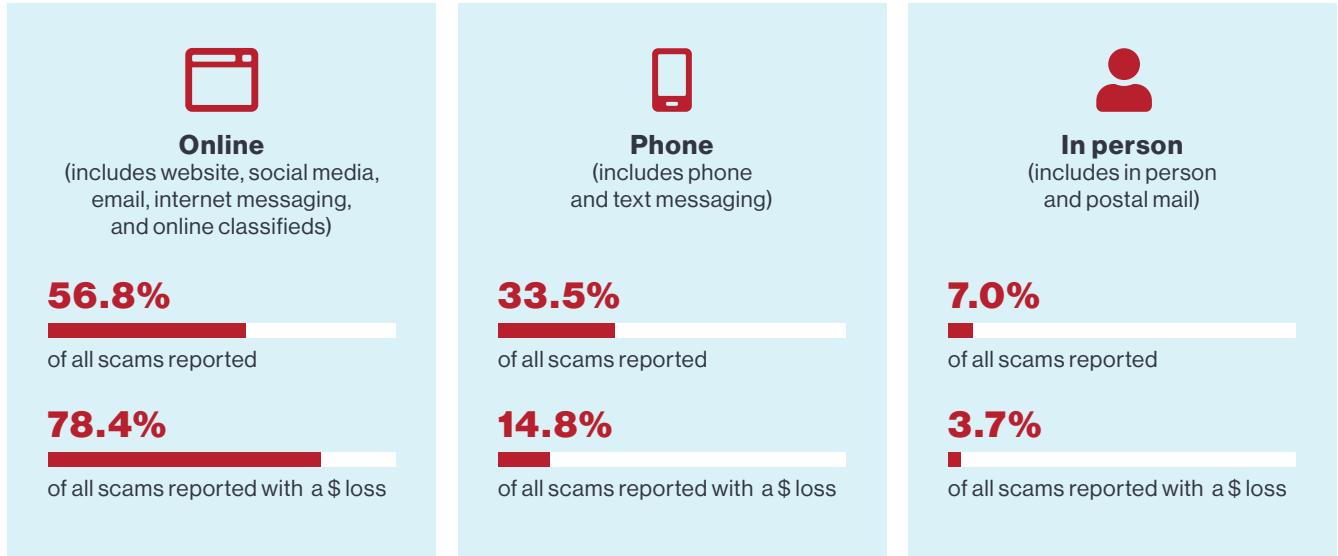 Online
(includes website, social media,
email, internet messaging,
and online classifieds)
56.8%
of all scams reported
78.4%
of all scams reported with a $ loss
Phone
(includes phone
and text messaging)
33.5%
of all scams reported
14.8%
of all scams reported with a $ loss
In person
(includes in person
and postal mail)
7.0%
of all scams reported
3.7%
of all scams reported with a $ loss